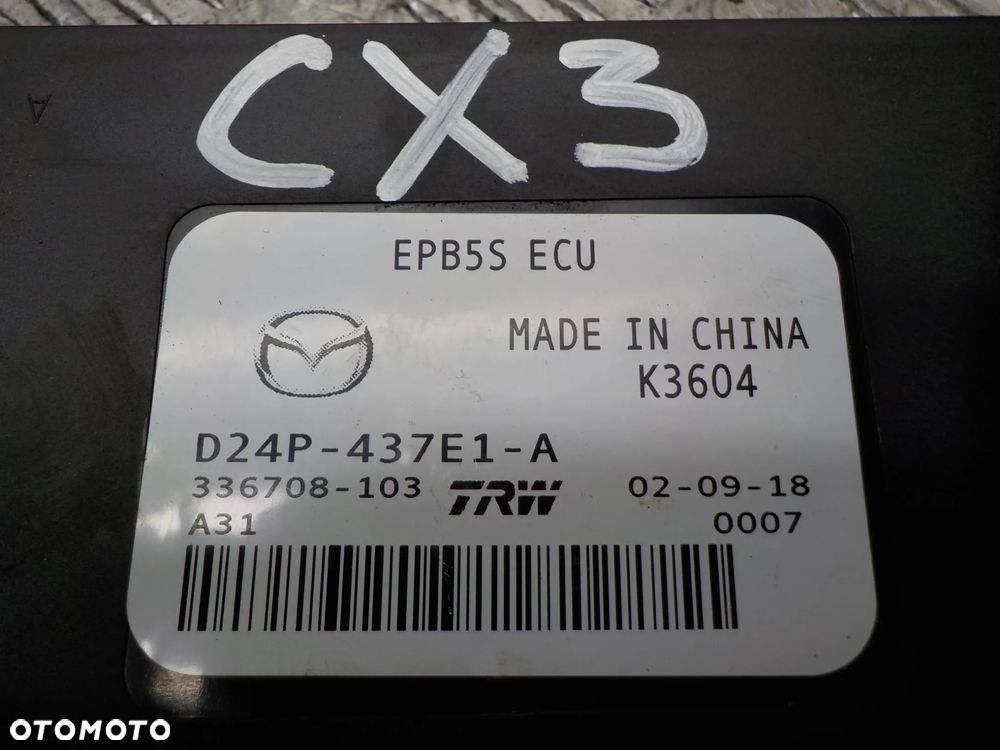 CX3
A
EPB5S ECU
MADE IN CHINA
K3604
D24P-437E1-A
336708-103 TRW 02-09-18
A31 0007
OTOMOTO